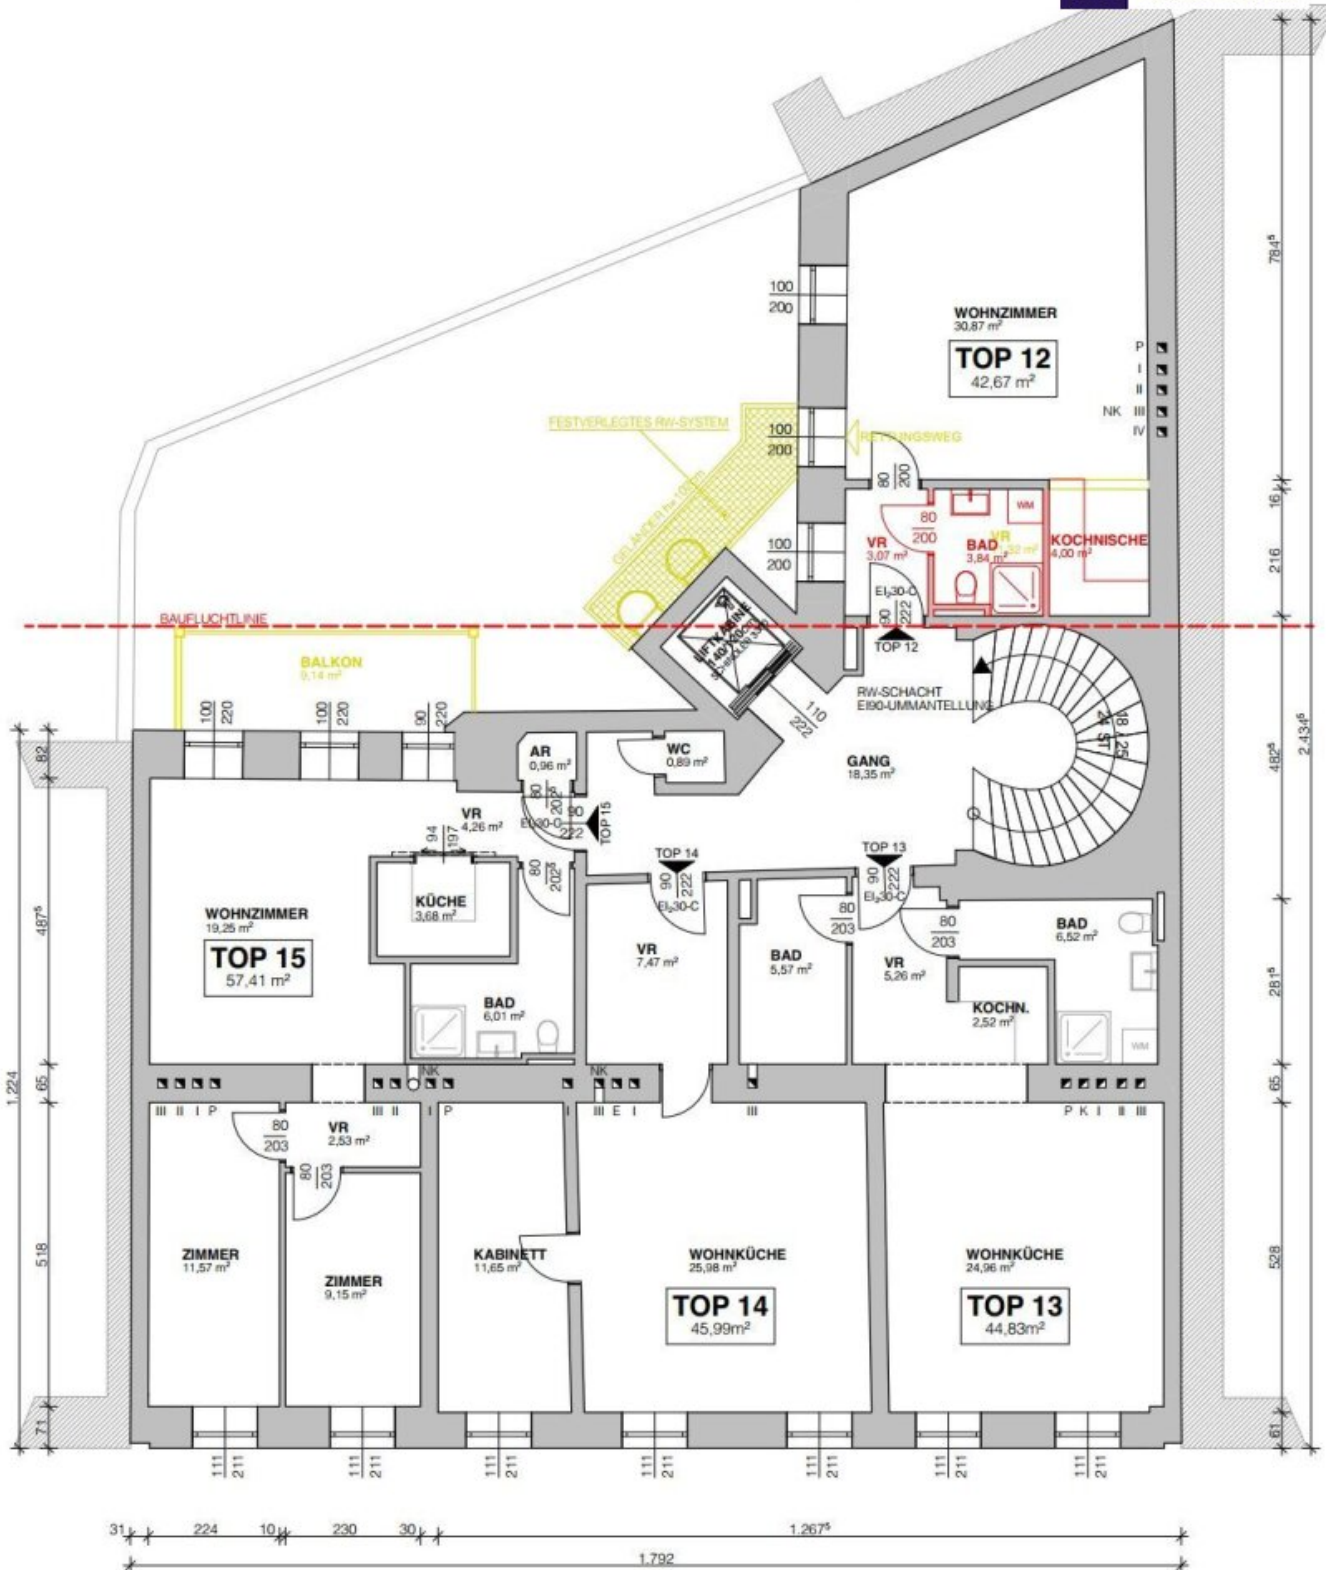 784⁵
2.434⁵
100
200
WOHNZIMMER
30,87 m²
TOP 12
42,67 m²
P
I
II
NK III
IV
FESTVERLEGTES RW-SYSTEM
100
200
RETTUNGSWEG
80
200
16
WM
80
200
VR
3,07 m²
BAD
3,84 m²
VR
KOCHNISCHE
4,00 m²
100
200
216
EI₂30-C
90
222
TOP 12
BAUFLUCHTLINIE
LIFTKABINE
BALKON
9,14 m²
110
222
RW-SCHACHT
EI90-UMMANTELLUNG
100
220
100
220
90
220
82
AR
0,96 m²
WC
0,89 m²
GANG
18,35 m²
24 ST
482⁵
VR
4,26 m²
80
202⁵
90
222
TOP 15
94
197
TOP 14
90
222
EI₂30-C
TOP 13
90
222
EI₂30-C
80
202⁵
KÜCHE
3,68 m²
487⁵
WOHNZIMMER
19,25 m²
TOP 15
57,41 m²
80
203
80
203
BAD
6,52 m²
VR
7,47 m²
BAD
5,57 m²
VR
5,26 m²
281⁵
BAD
6,01 m²
KOCHN.
2,52 m²
WM
1.224
65
NK
NK
65
III II I P
III II I P
I III E I
III
P K I II III
80
203
VR
2,53 m²
80
203
518
528
ZIMMER
11,57 m²
ZIMMER
9,15 m²
KABINETT
11,65 m²
WOHNKÜCHE
25,98 m²
TOP 14
45,99m²
WOHNKÜCHE
24,96 m²
TOP 13
44,83m²
71
61
111
211
111
211
111
211
111
211
111
211
111
211
111
211
31
224
10
230
30
1.267⁵
1.792